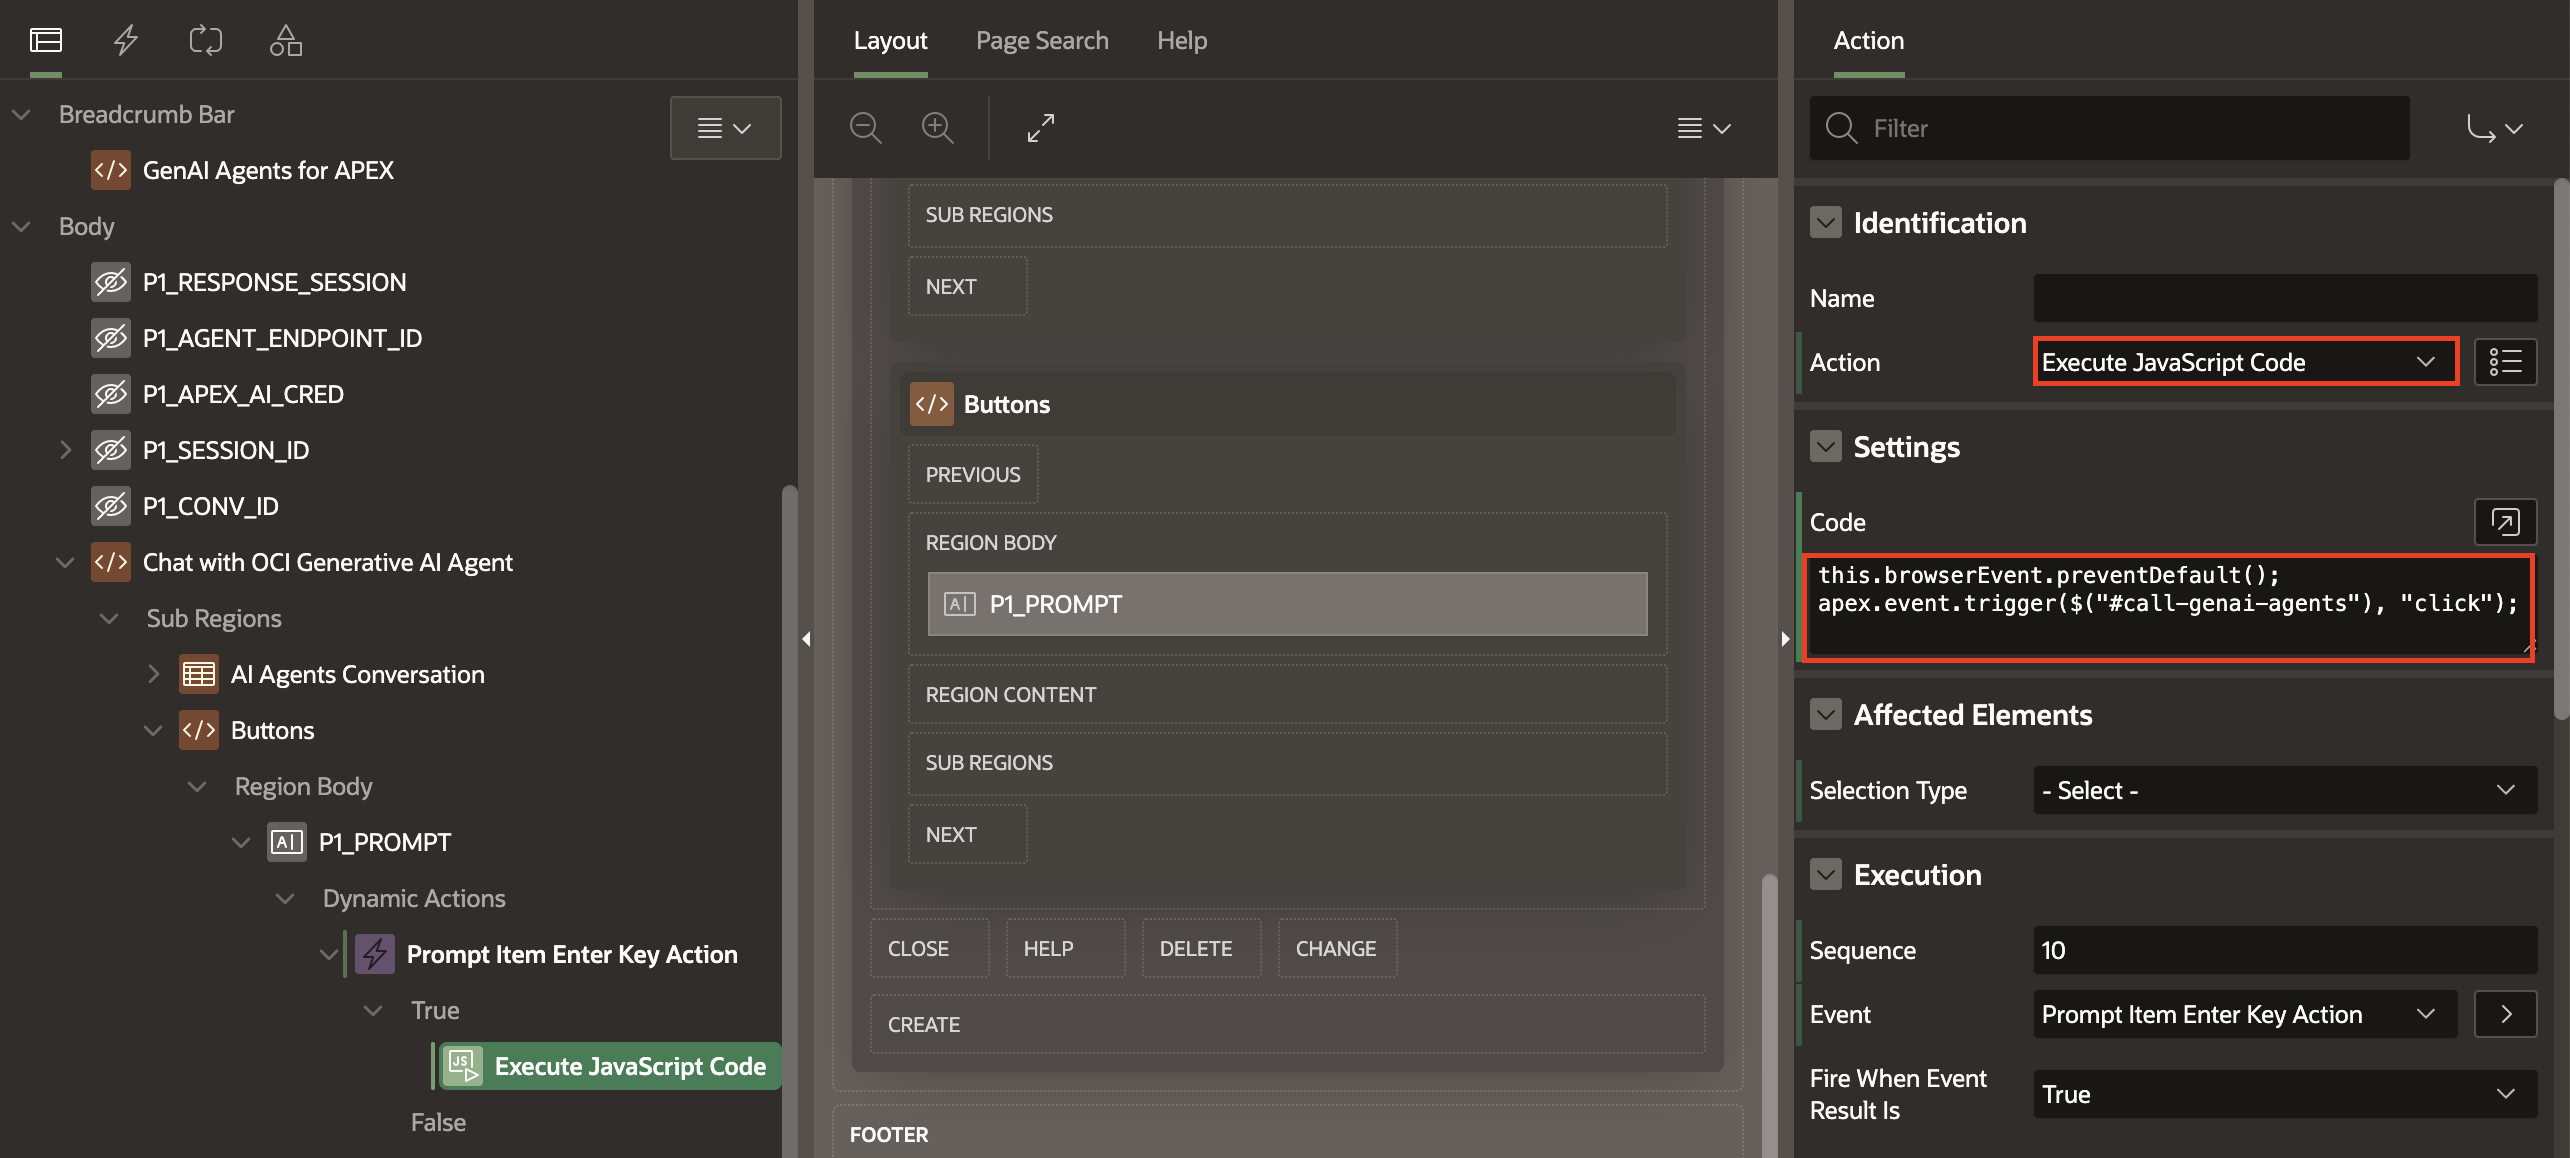 Breadcrumb Bar
GenAI Agents for APEX
Body
P1_RESPONSE_SESSION
P1_AGENT_ENDPOINT_ID
P1_APEX_AI_CRED
P1_SESSION_ID
P1_CONV_ID
Chat with OCI Generative AI Agent
Sub Regions
AI Agents Conversation
Buttons
Region Body
P1_PROMPT
Dynamic Actions
Prompt Item Enter Key Action
True
Execute JavaScript Code
False
Layout Page Search Help
SUB REGIONS
NEXT
Buttons
PREVIOUS
REGION BODY
P1_PROMPT
REGION CONTENT
SUB REGIONS
NEXT
CLOSE HELP DELETE CHANGE
CREATE
FOOTER
Action
Filter
Identification
Name
Action Execute JavaScript Code
Settings
Code
this.browserEvent.preventDefault();
apex.event.trigger($("#call-genai-agents"), "click");
Affected Elements
Selection Type - Select -
Execution
Sequence 10
Event Prompt Item Enter Key Action
Fire When Event
Result Is
True